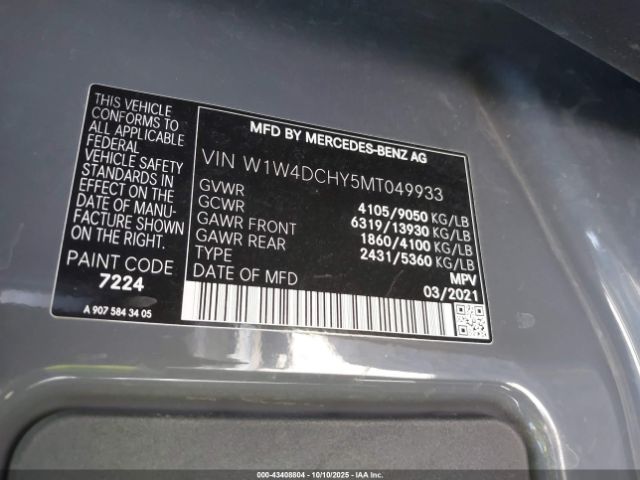 THIS VEHICLE
CONFORMS TO
ALL APPLICABLE
FEDERAL
VEHICLE SAFETY
STANDARDS IN
EFFECT ON THE
DATE OF MANU-
FACTURE SHOWN
ON THE RIGHT.
PAINT CODE
7224
A 907 584 34 05
MFD BY MERCEDES-BENZ AG
VIN W1W4DCHY5MT049933
GVWR 4105/9050 KG/LB
GCWR 6319/13930 KG/LB
GAWR FRONT 1860/4100 KG/LB
GAWR REAR 2431/5360 KG/LB
TYPE MPV
DATE OF MFD 03/2021
000-43408804 - 10/10/2025 - © IAA, Inc.